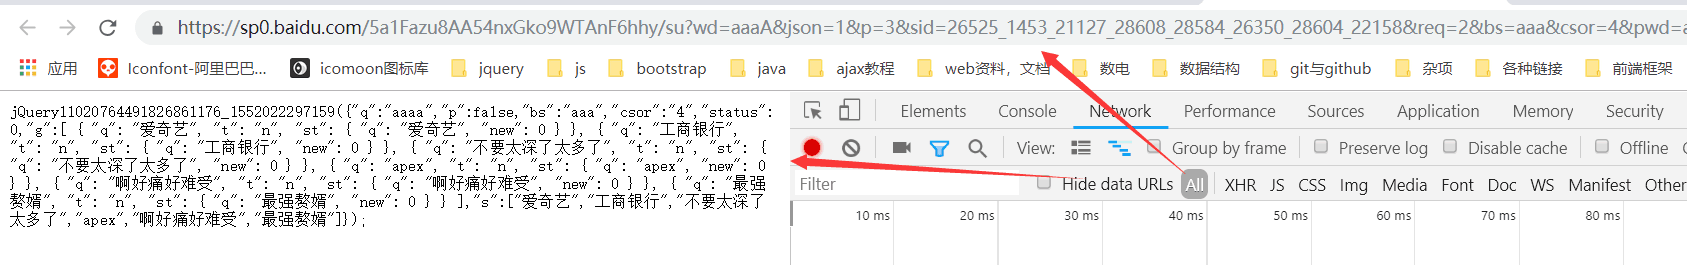 https://sp0.baidu.com/5a1Fazu8AA54nxGko9WTAnF6hhy/su?wd=aaaA&json=1&p=3&sid=26525_1453_21127_28608_28584_26350_28604_22158&req=2&bs=aaa&csor=4&pwd=a
应用 Iconfont-阿里巴巴... icomoon图标库 jquery js bootstrap java ajax教程 web资料，文档 数电 数据结构 git与github 杂项 各种链接 前端框架
jQuery110207644918268​61176_1552022297159({"q":"aaaa","p":false,"bs":"aaa","csor":"4","status":
0,"g":[ { "q": "爱奇艺", "t": "n", "st": { "q": "爱奇艺", "new": 0 } }, { "q": "工商银行",
"t": "n", "st": { "q": "工商银行", "new": 0 } }, { "q": "不要太深了太多了", "t": "n", "st": {
"q": "不要太深了太多了", "new": 0 } }, { "q": "apex", "t": "n", "st": { "q": "apex", "new": 0
} }, { "q": "啊好痛好难受", "t": "n", "st": { "q": "啊好痛好难受", "new": 0 } }, { "q": "最强
赘婿", "t": "n", "st": { "q": "最强赘婿", "new": 0 } } ],"s":["爱奇艺","工商银行","不要太深了
太多了","apex","啊好痛好难受","最强赘婿"]});
Elements Console Network Performance Sources Application Memory Security
View: Group by frame Preserve log Disable cache Offline
Filter Hide data URLs All XHR JS CSS Img Media Font Doc WS Manifest Other
10 ms 20 ms 30 ms 40 ms 50 ms 60 ms 70 ms 80 ms